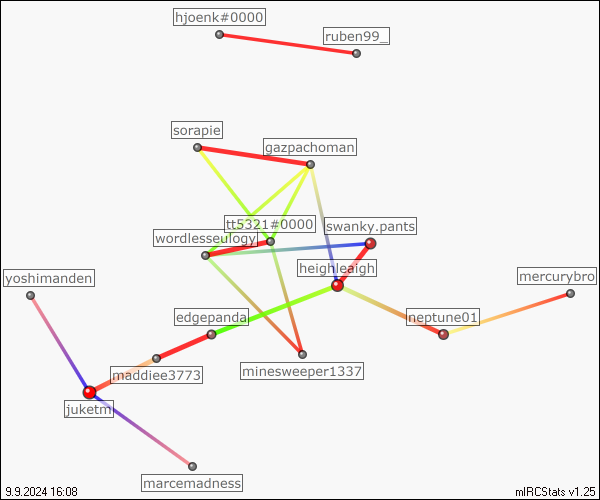 hjoenk#0000
ruben99_
sorapie
gazpachoman
tt5321#0000
swanky.pants
wordlesseulogy
heighleaigh
yoshimanden
mercurybro
edgepanda
neptune01
maddiee3773
minesweeper1337
juketm
marcemadness
9.9.2024 16:08
mIRCStats v1.25